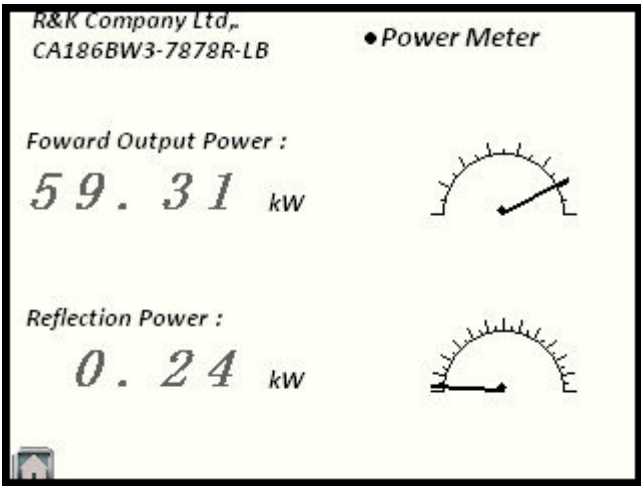 R&K Company Ltd,.
CA186BW3-7878R-LB
•Power Meter
Foward Output Power :
59.31 kW
Reflection Power :
0.24 kW